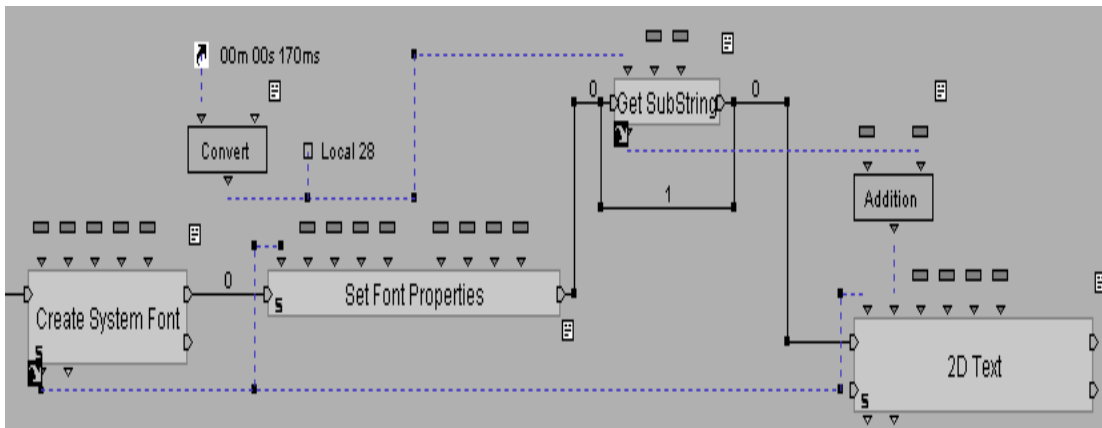 00m 00s 170ms
0
Get SubString
0
Convert
Local 28
1
Addition
Create System Font
S
0
Set Font Properties
S
2D Text
S